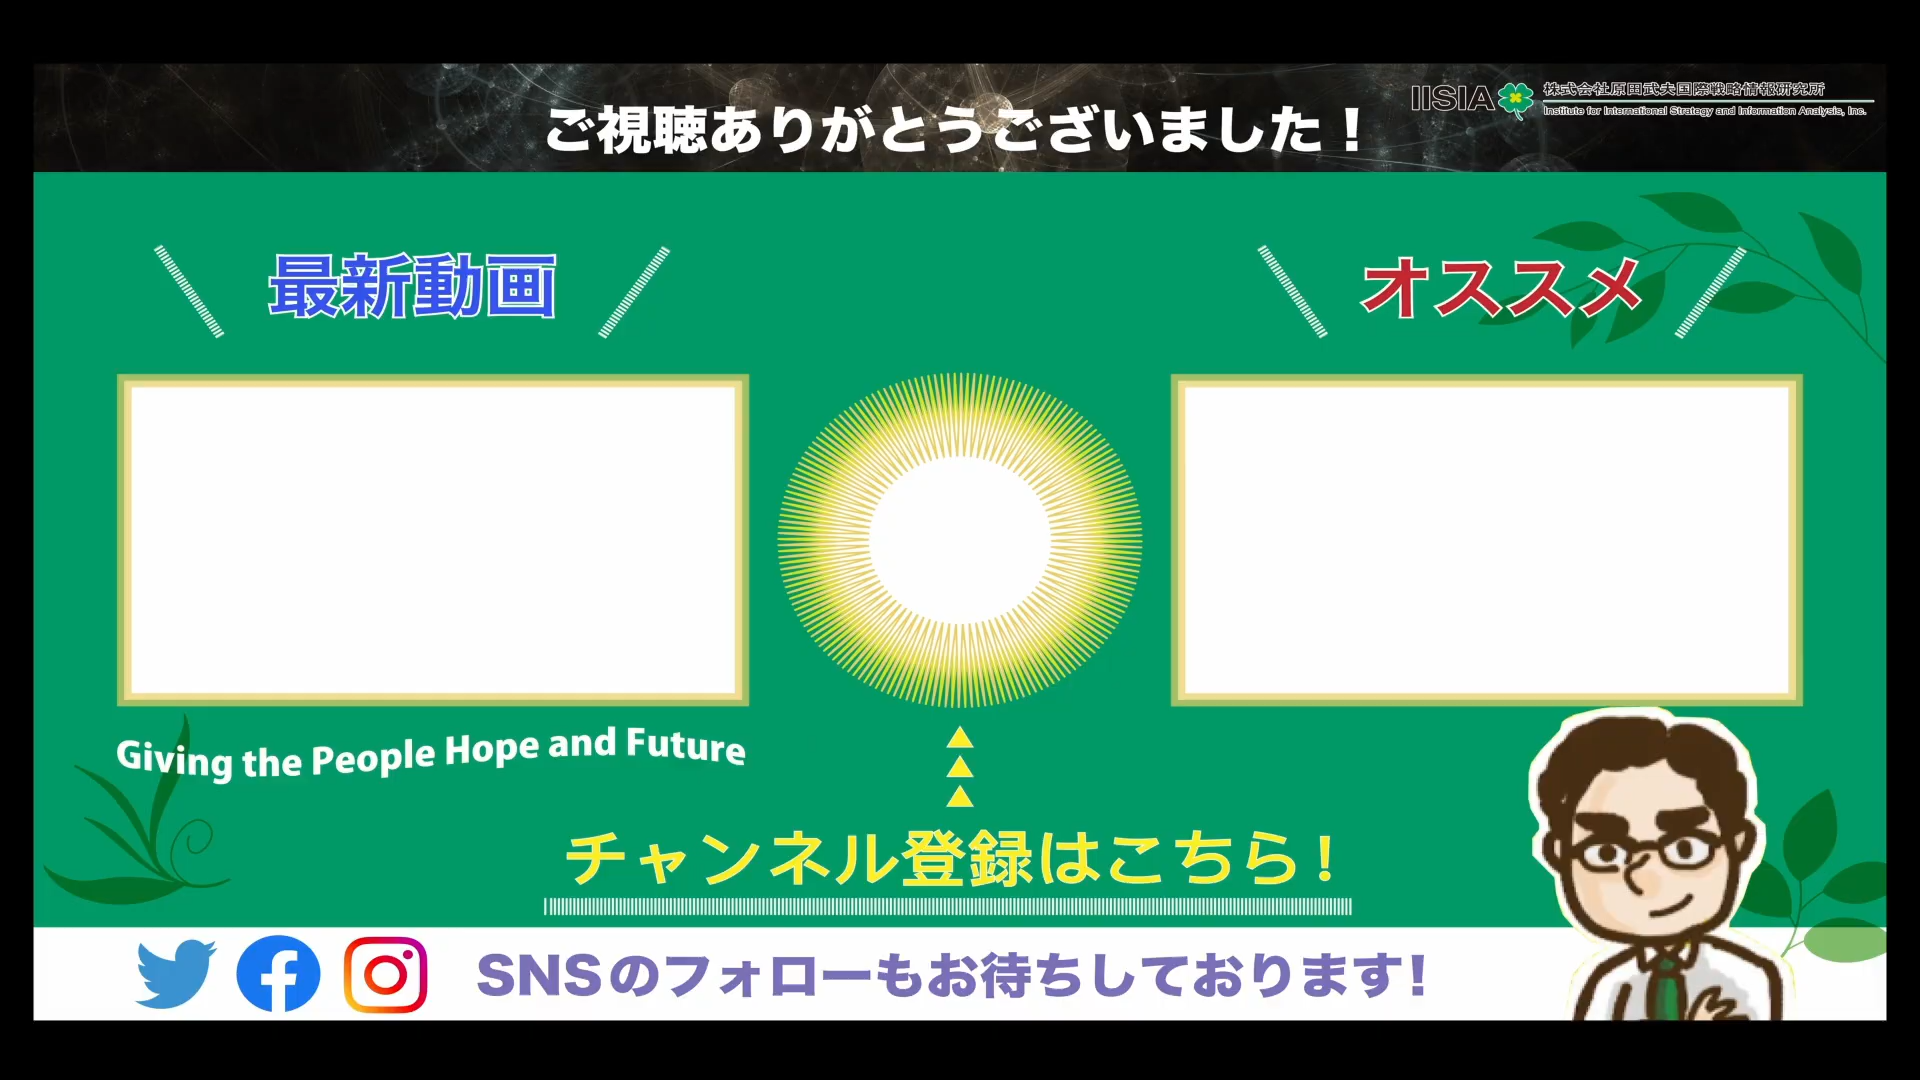 ご視聴ありがとうございました！
IISIA
株式会社原田武夫国際戦略情報研究所
Institute for International Strategy and Information Analysis, Inc.
最新動画
オススメ
Giving the People Hope and Future
チャンネル登録はこちら！
SNSのフォローもお待ちしております！